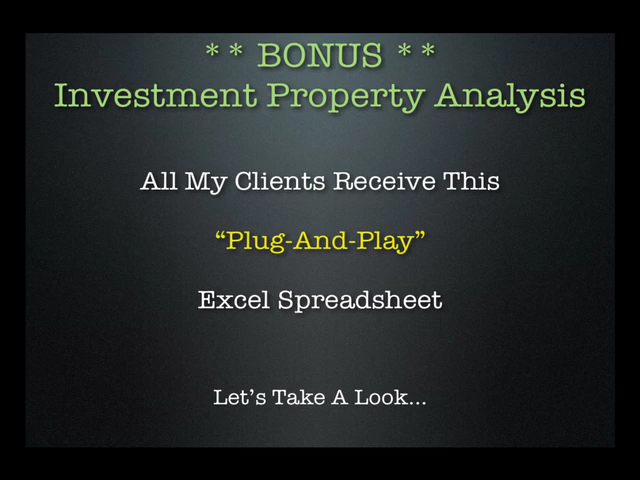 ** BONUS **
Investment Property Analysis
All My Clients Receive This
“Plug-And-Play”
Excel Spreadsheet
Let’s Take A Look...